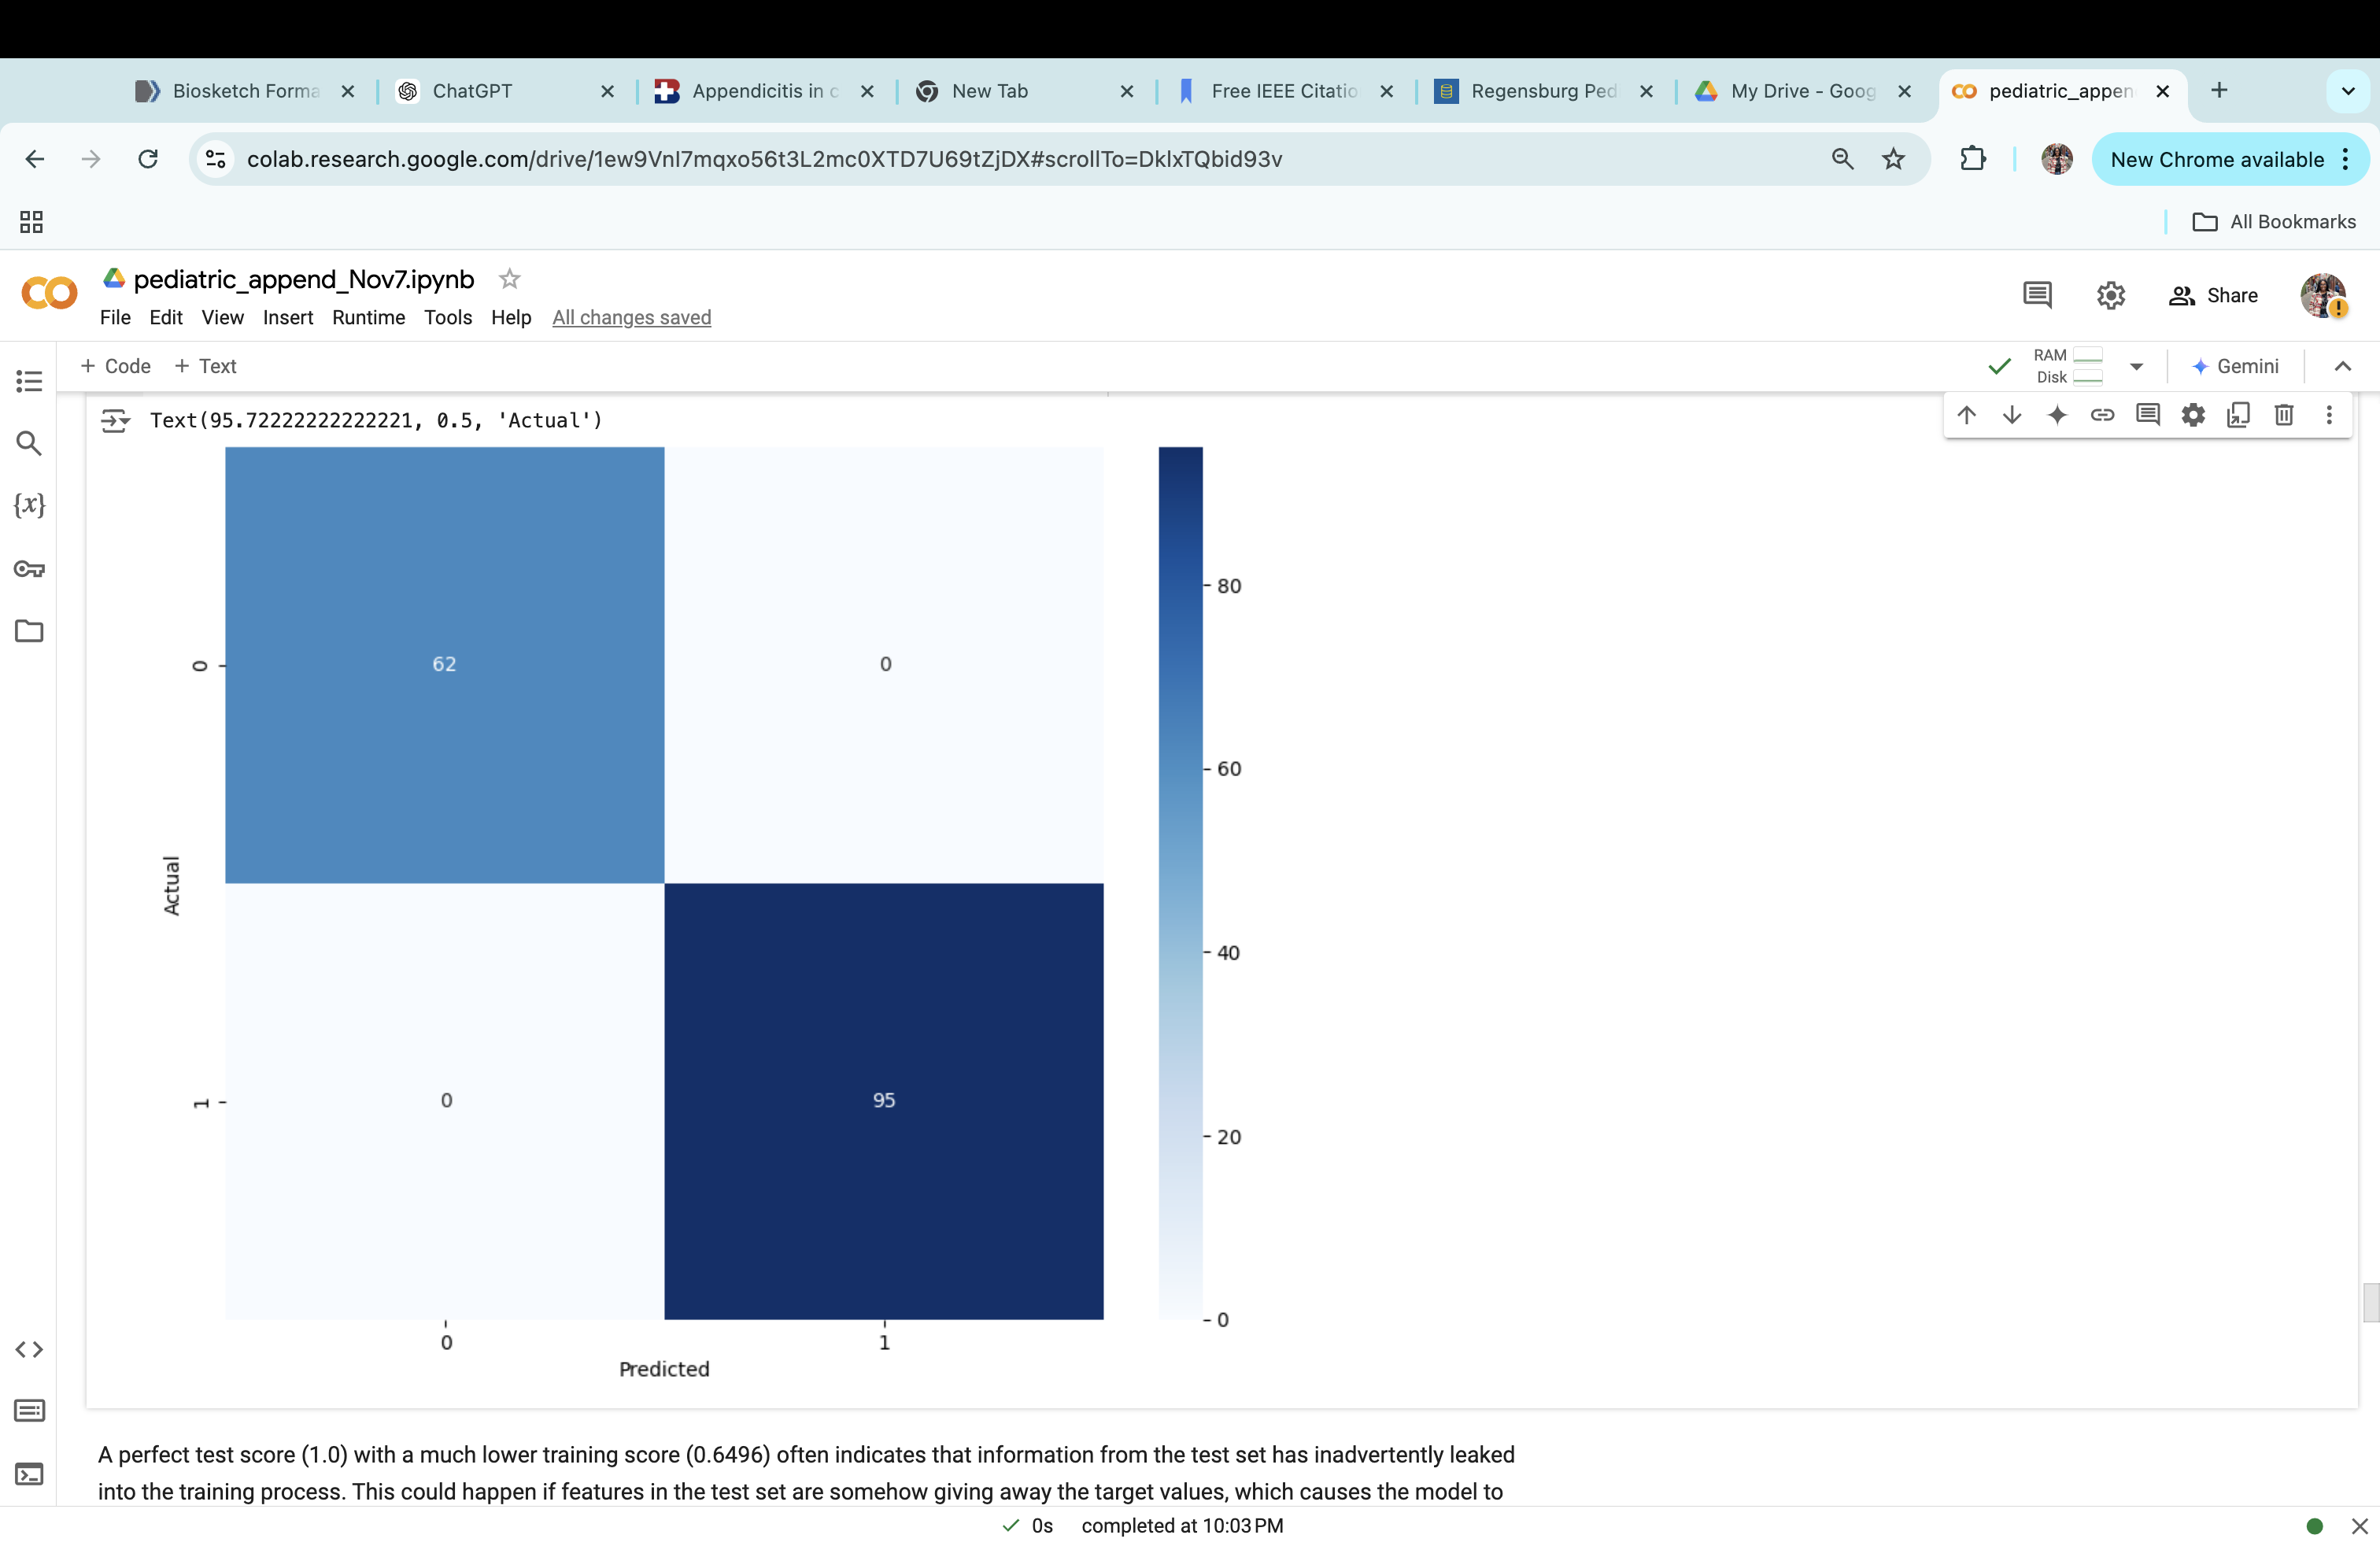 Biosketch Forma
ChatGPT
Appendicitis in c
New Tab
Free IEEE Citatio
Regensburg Ped
My Drive - Goog
pediatric_appen
colab.research.google.com/drive/1ew9VnI7mqxo56t3L2mc0XTD7U69tZjDX#scrollTo=DklxTQbid93v
New Chrome available
All Bookmarks
pediatric_append_Nov7.ipynb
File Edit View Insert Runtime Tools Help All changes saved
Share
+ Code + Text
RAM
Disk
Gemini
Text(95.72222222222221, 0.5, 'Actual')
{x}
80
62
0
0
60
Actual
40
1
0
95
20
0
0
1
Predicted
A perfect test score (1.0) with a much lower training score (0.6496) often indicates that information from the test set has inadvertently leaked
into the training process. This could happen if features in the test set are somehow giving away the target values, which causes the model to
0s completed at 10:03 PM